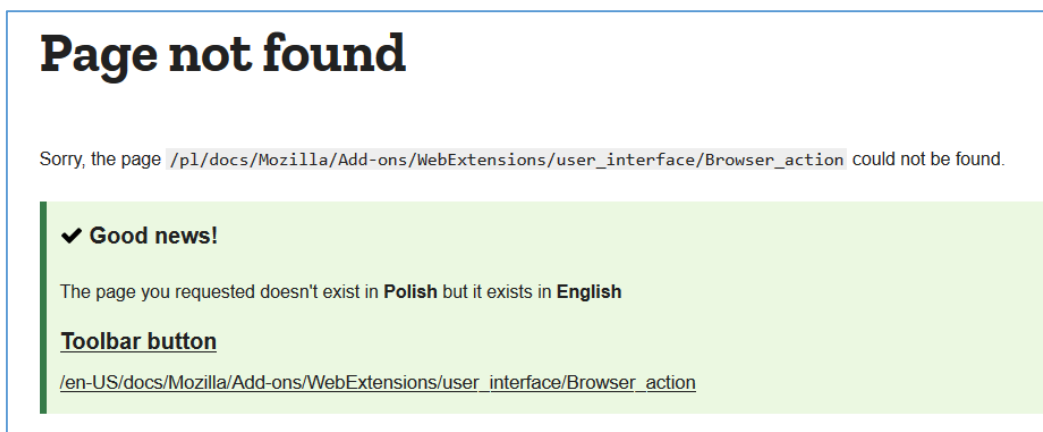 Page not found
Sorry, the page /pl/docs/Mozilla/Add-ons/WebExtensions/user_interface/Browser_action could not be found.
✔ Good news!
The page you requested doesn't exist in Polish but it exists in English
Toolbar button
/en-US/docs/Mozilla/Add-ons/WebExtensions/user_interface/Browser_action